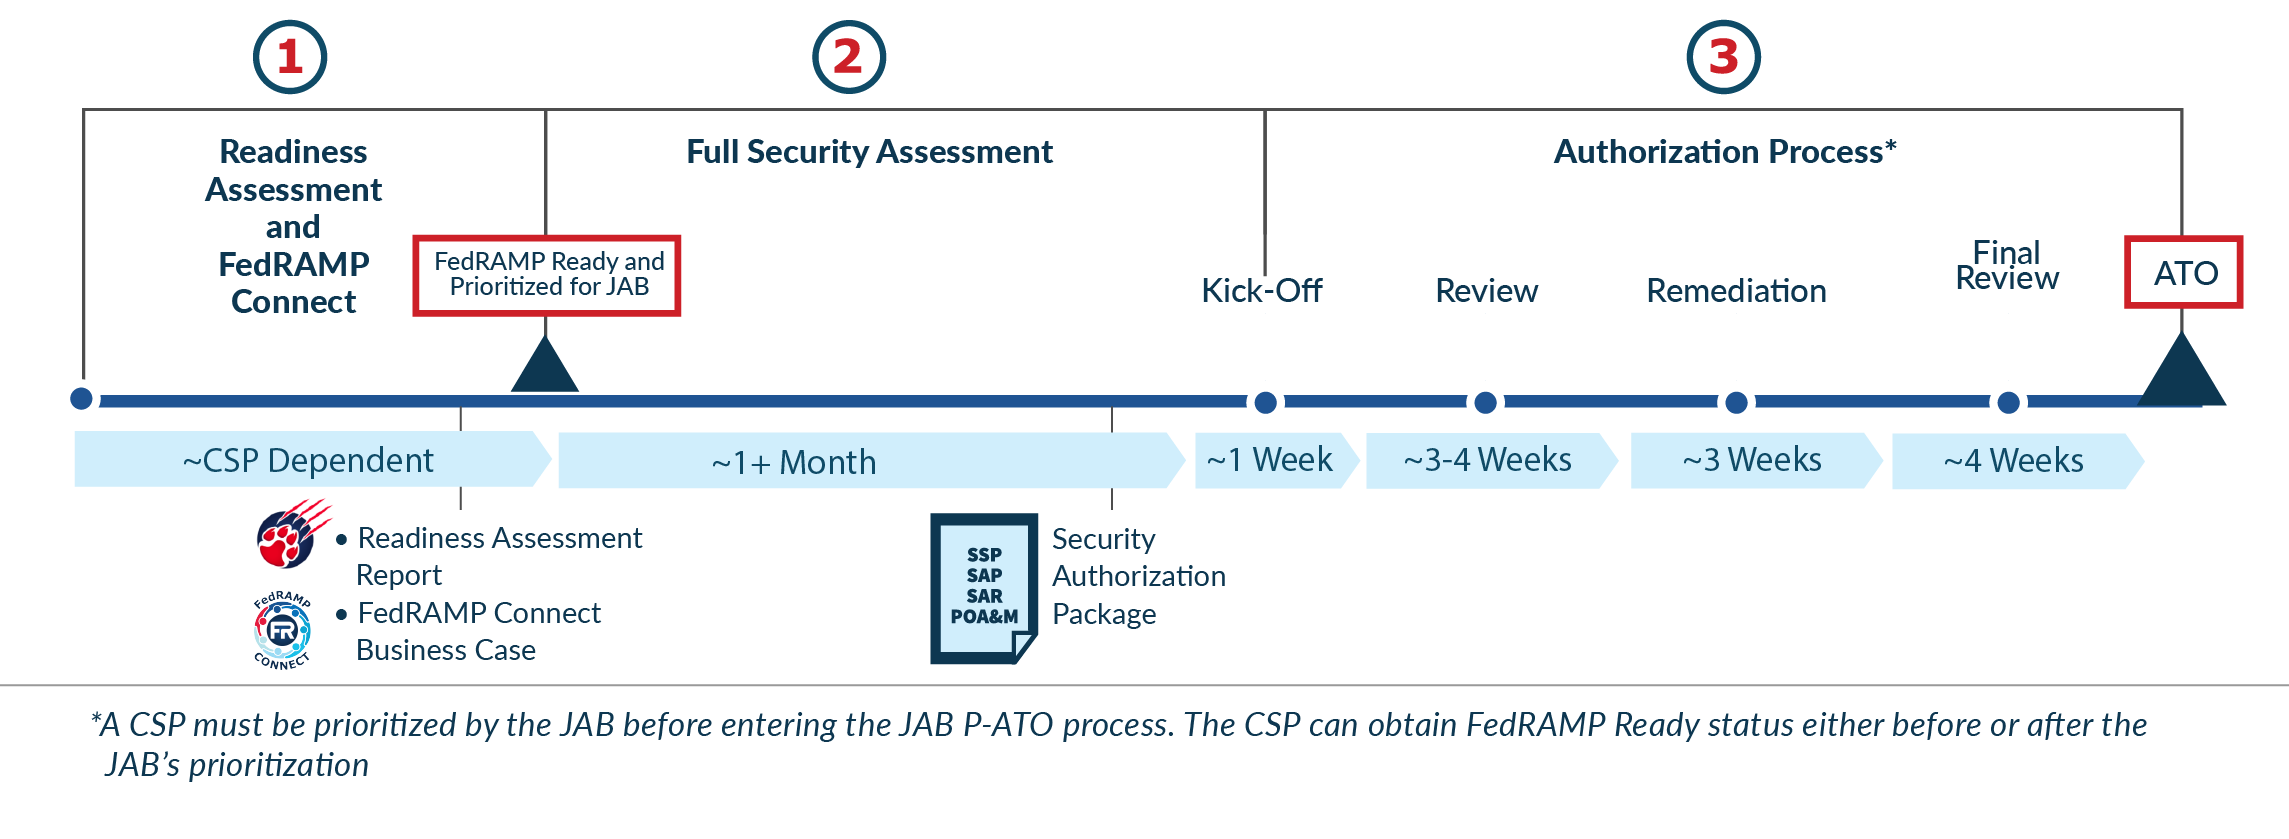 1
2
3
Readiness
Assessment
and
FedRAMP
Connect
Full Security Assessment
Authorization Process*
FedRAMP Ready and
Prioritized for JAB
Kick-Off
Review
Remediation
Final
Review
ATO
~CSP Dependent
~1+ Month
~1 Week
~3-4 Weeks
~3 Weeks
~4 Weeks
• Readiness Assessment
Report
FedRAMP
FR
CONNECT
• FedRAMP Connect
Business Case
SSP
SAP
SAR
POA&M
Security
Authorization
Package
*A CSP must be prioritized by the JAB before entering the JAB P-ATO process. The CSP can obtain FedRAMP Ready status either before or after the
JAB’s prioritization